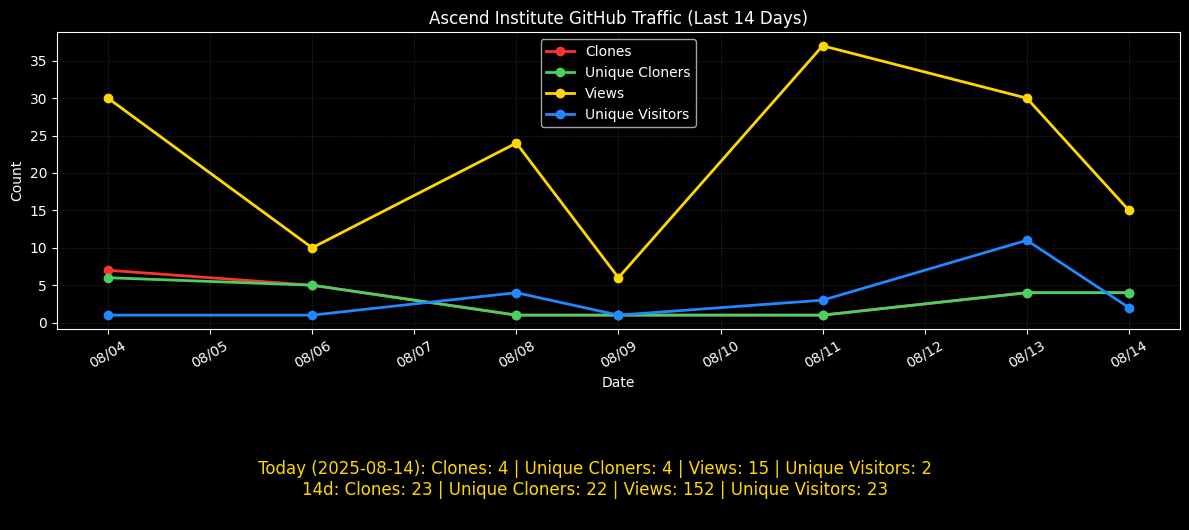 Ascend Institute GitHub Traffic (Last 14 Days)
Clones
Unique Cloners
Views
Unique Visitors
Count
35
30
25
20
15
10
5
0
08/04
08/05
08/06
08/07
08/08
08/09
08/10
08/11
08/12
08/13
08/14
Date
Today (2025-08-14): Clones: 4 | Unique Cloners: 4 | Views: 15 | Unique Visitors: 2
14d: Clones: 23 | Unique Cloners: 22 | Views: 152 | Unique Visitors: 23